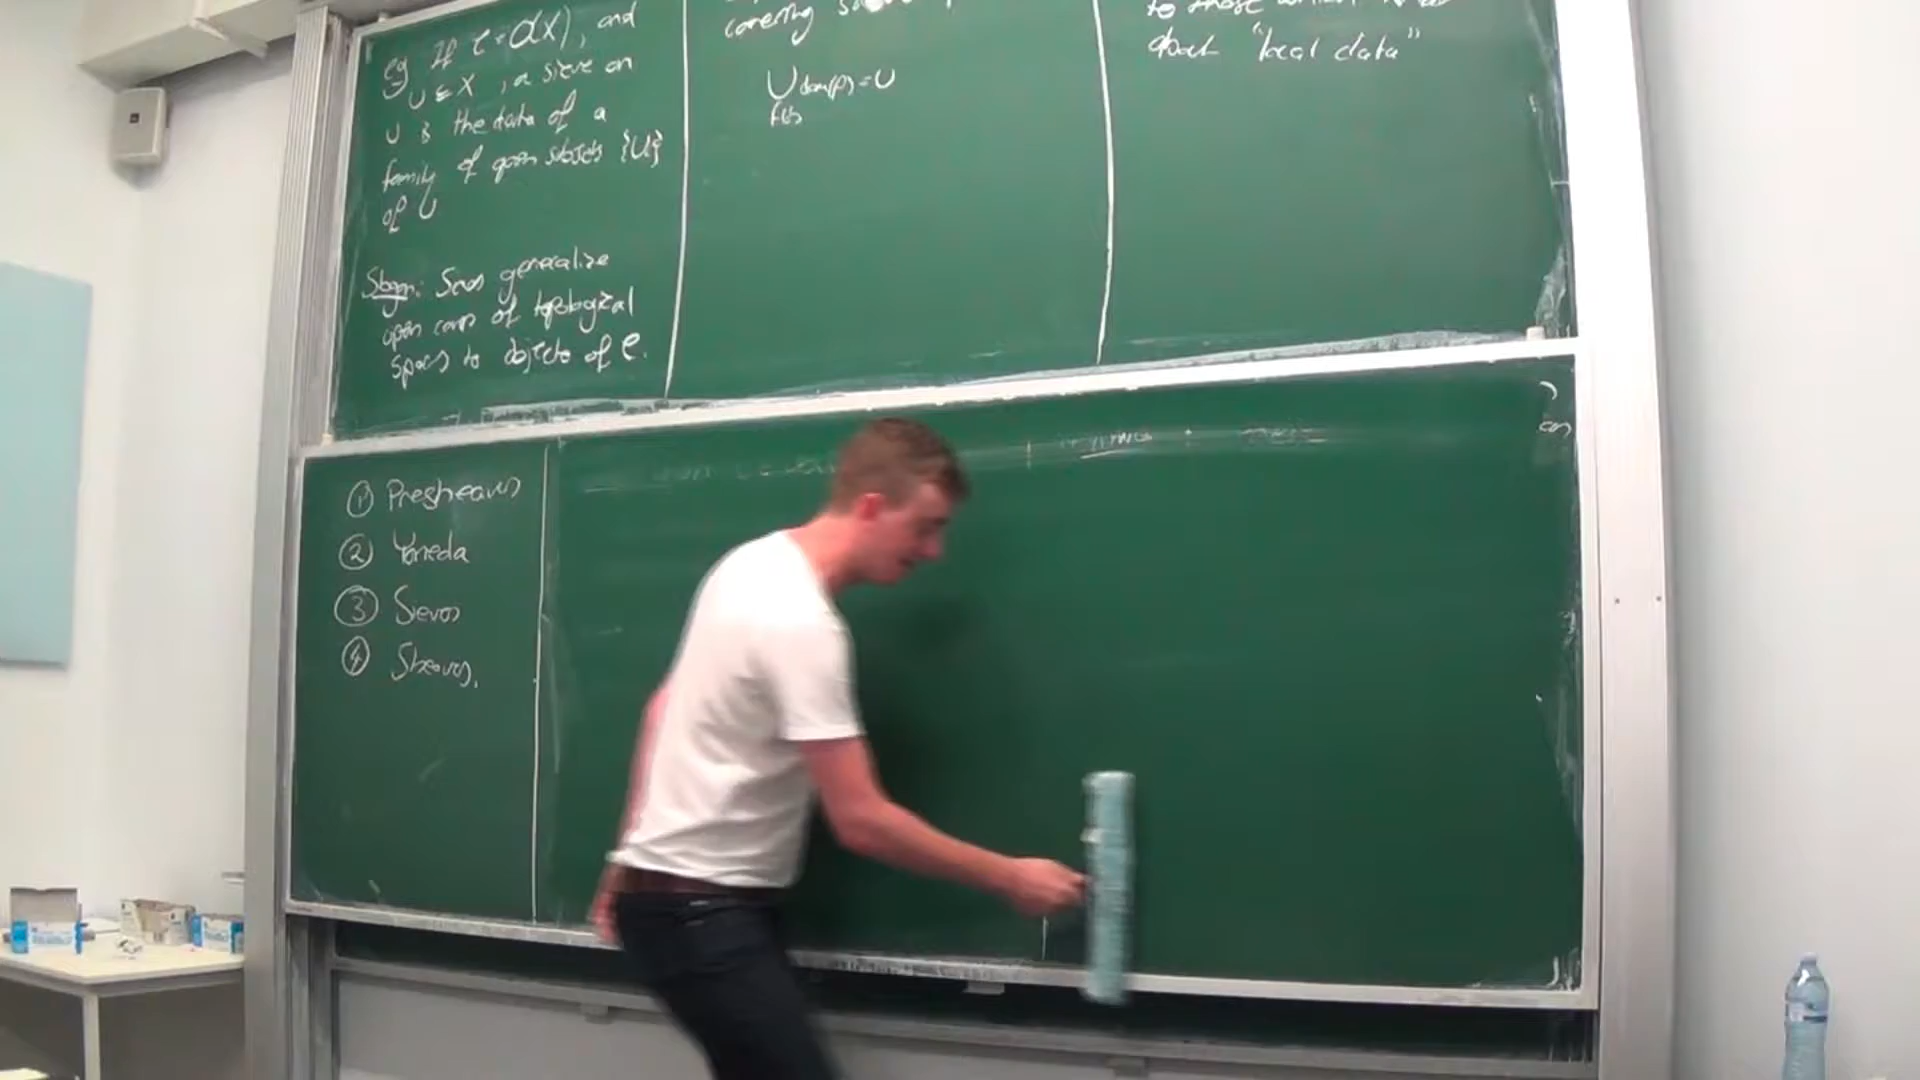 eg If C = O(X), and
U ⊆ X, a sieve on
U is the data of a
family of open subsets {Ui}
of U
Slogan: Sieves generalize
open covers of topological
spaces to objects of C.
covering
U dom(f) = U
f∈S
to those
about "local data"
① Presheaves
② Yoneda
③ Sieves
④ Sheaves.